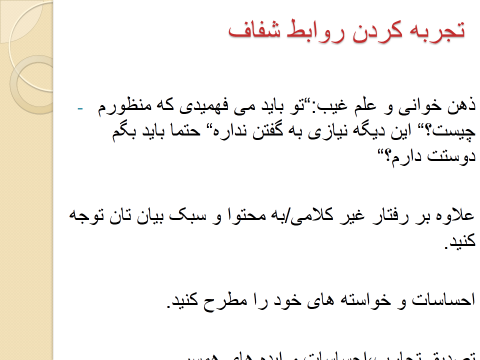 تجربه کردن روابط شفاف
- ذهن خوانی و علم غیب:“تو باید می فهمیدی که منظورم
چیست؟“ این دیگه نیازی به گفتن نداره“ حتما باید بگم
دوستت دارم؟“
علاوه بر رفتار غیر کلامی/به محتوا و سبک بیان تان توجه
کنید.
احساسات و خواسته های خود را مطرح کنید.
تصدیق تجارب،احساسات و ایده های همسر